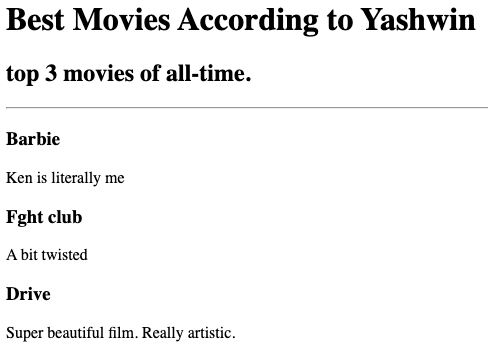 Best Movies According to Yashwin
top 3 movies of all-time.
Barbie
Ken is literally me
Fght club
A bit twisted
Drive
Super beautiful film. Really artistic.